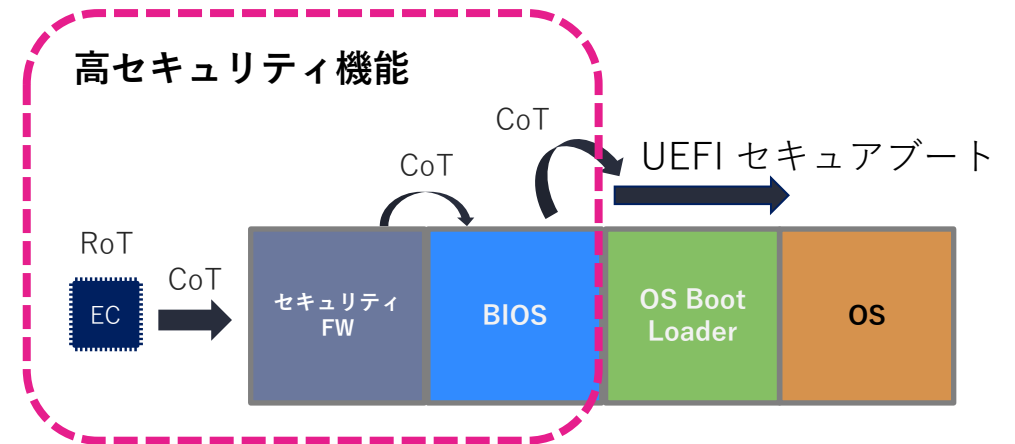 高セキュリティ機能
CoT
UEFI セキュアブート
CoT
RoT
CoT
EC
セキュリティ
FW
BIOS
OS Boot
Loader
OS